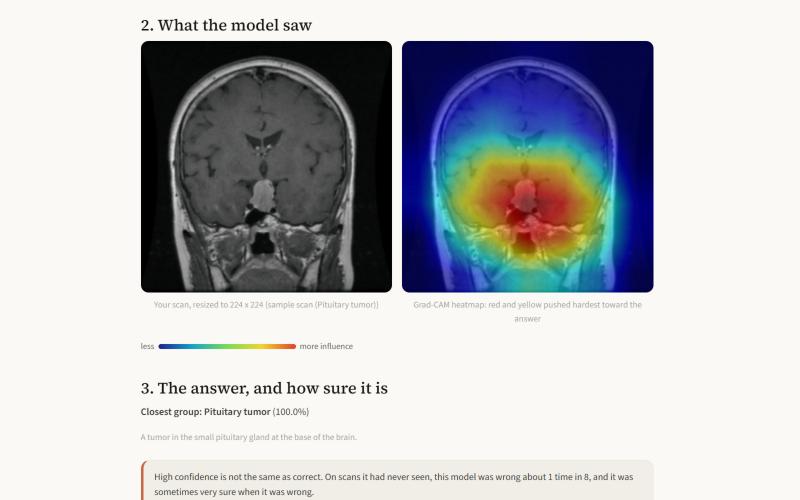 2. What the model saw
Your scan, resized to 224 x 224 (sample scan (Pituitary tumor))
Grad-CAM heatmap: red and yellow pushed hardest toward the
answer
less more influence
3. The answer, and how sure it is
Closest group: Pituitary tumor (100.0%)
A tumor in the small pituitary gland at the base of the brain.
High confidence is not the same as correct. On scans it had never seen, this model was wrong about 1 time in 8, and it was
sometimes very sure when it was wrong.